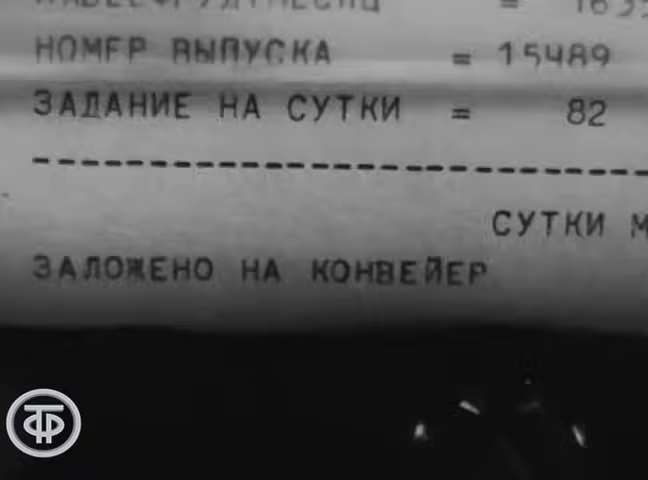 НОМЕР ВЫПУСКА = 15489
ЗАДАНИЕ НА СУТКИ = 82
--------------------------
СУТКИ М
ЗАЛОЖЕНО НА КОНВЕЙЕР